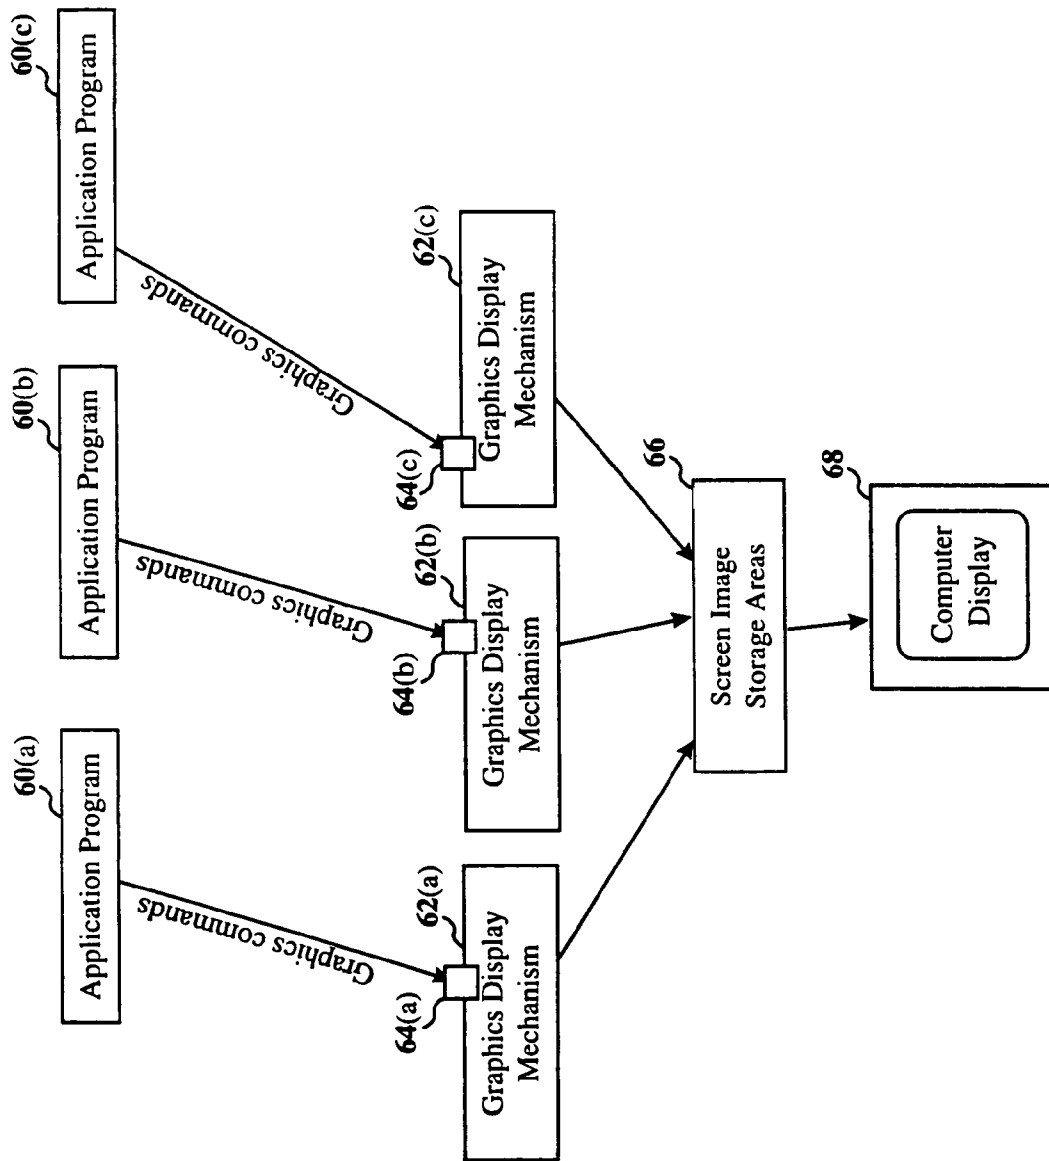 60(a)
Application Program
60(b)
Application Program
60(c)
Application Program
Graphics commands
Graphics commands
Graphics commands
64(a)
62(a)
Graphics Display
Mechanism
64(b)
62(b)
Graphics Display
Mechanism
64(c)
62(c)
Graphics Display
Mechanism
66
Screen Image
Storage Areas
68
Computer
Display